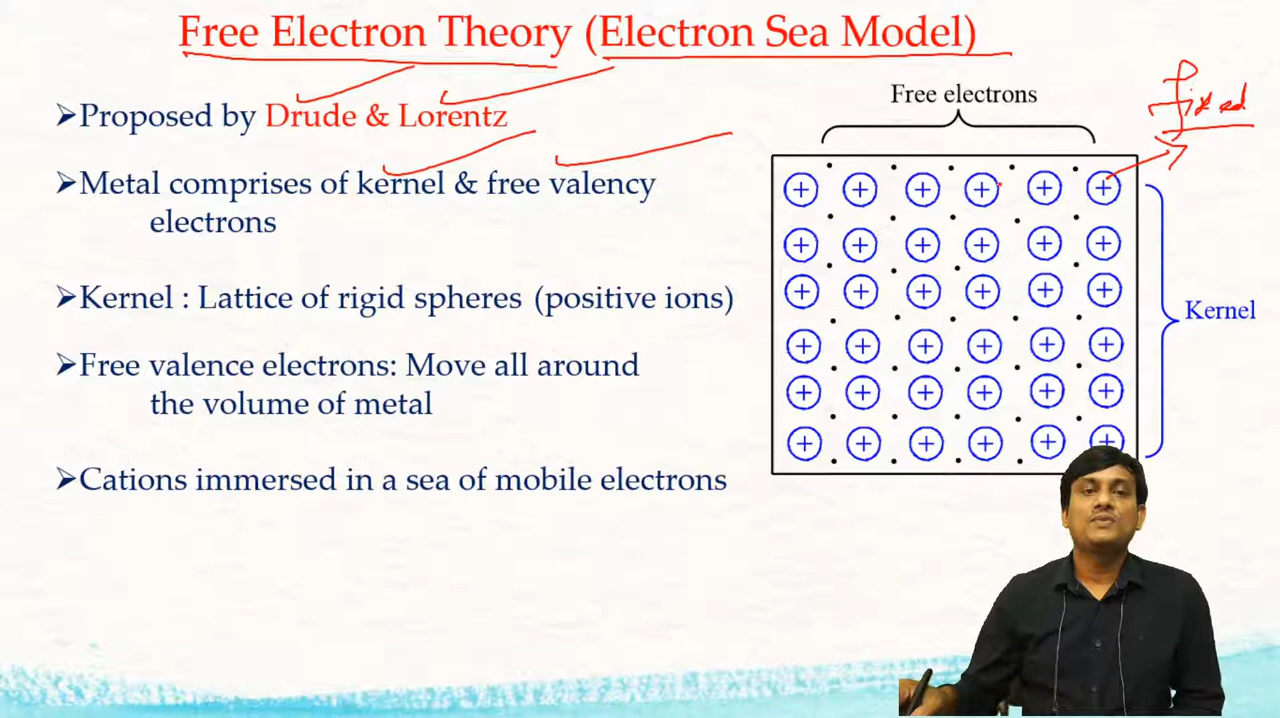 Free Electron Theory (Electron Sea Model)
➢Proposed by Drude & Lorentz
➢Metal comprises of kernel & free valency
electrons
➢Kernel : Lattice of rigid spheres (positive ions)
➢Free valence electrons: Move all around
the volume of metal
➢Cations immersed in a sea of mobile electrons
Free electrons
fixed
+ + + + + +
+ + + + + +
+ + + + + +
+ + + + + +
+ + + + + +
+ + + + + +
Kernel